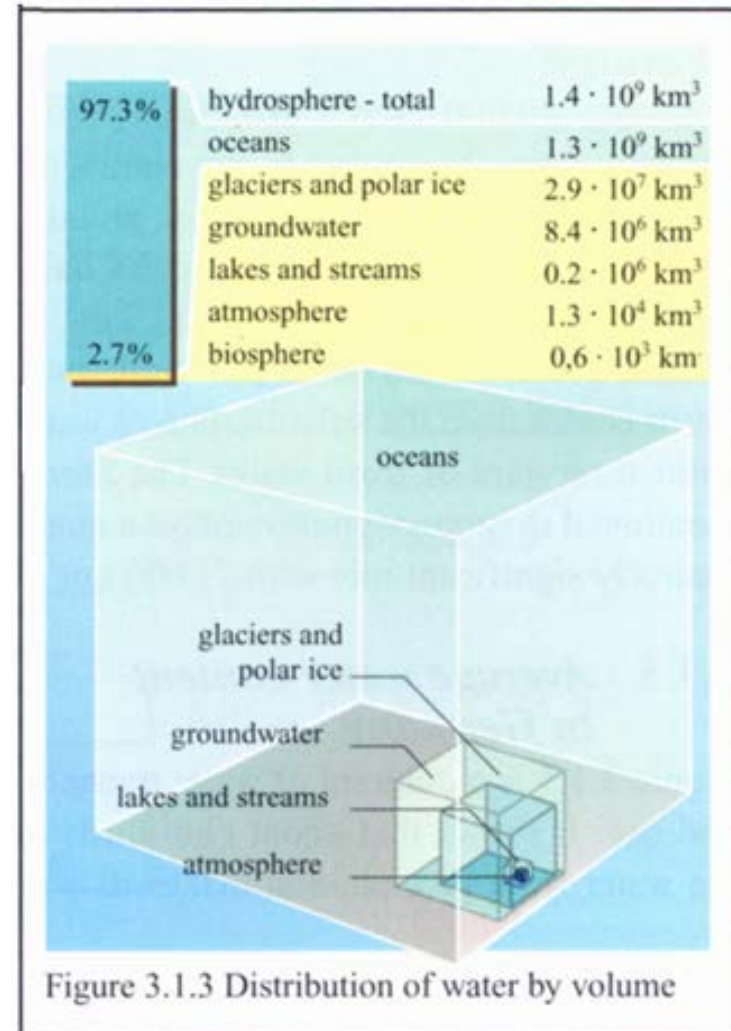 97.3% hydrosphere - total 1.4 · 10⁹ km³
oceans 1.3 · 10⁹ km³
glaciers and polar ice 2.9 · 10⁷ km³
groundwater 8.4 · 10⁶ km³
lakes and streams 0.2 · 10⁶ km³
atmosphere 1.3 · 10⁴ km³
2.7% biosphere 0,6 · 10³ km
oceans
glaciers and
polar ice
groundwater
lakes and streams
atmosphere
Figure 3.1.3 Distribution of water by volume